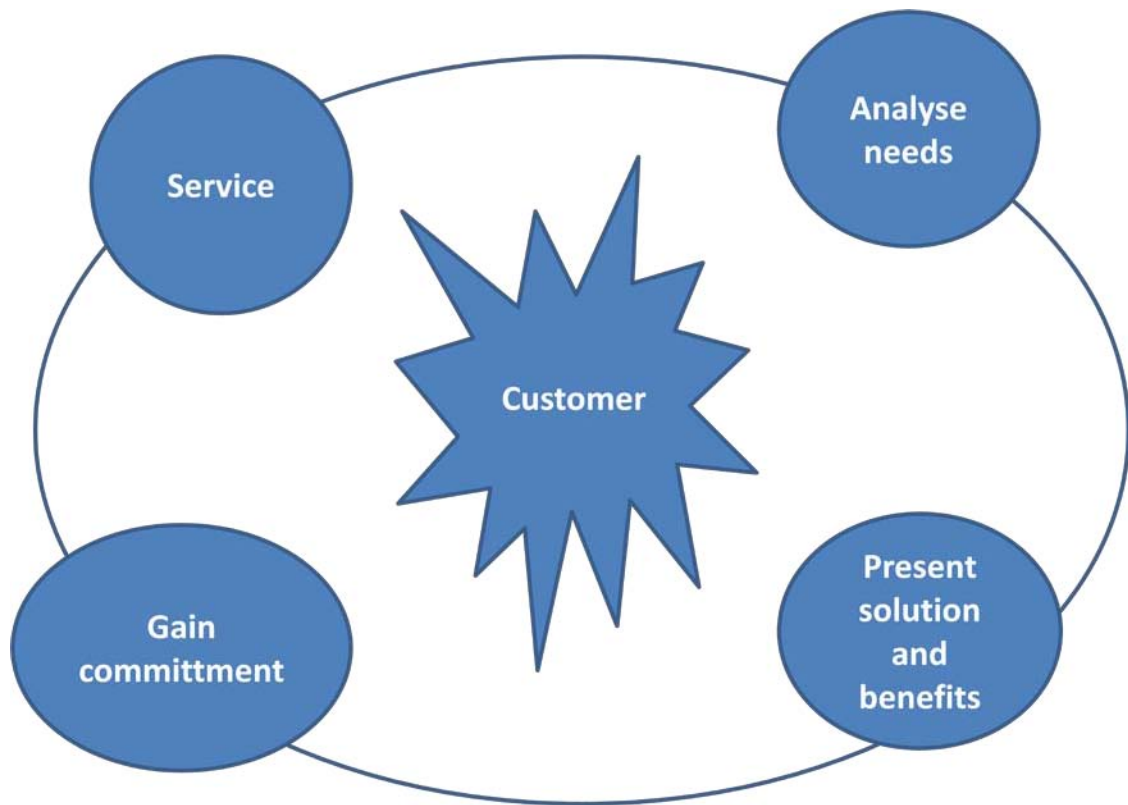 Analyse
needs
Service
Customer
Present
solution
and
benefits
Gain
committment